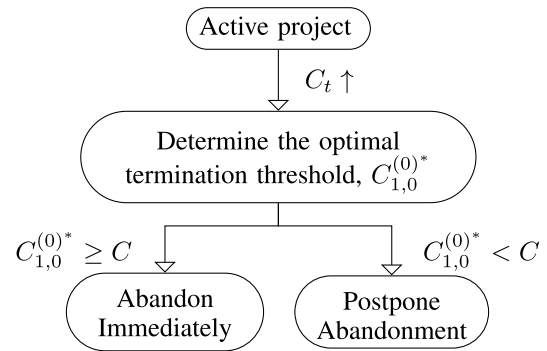 Active project
C_t ↑
Determine the optimal
termination threshold, C_{1,0}^{(0)*}
C_{1,0}^{(0)*} ≥ C
C_{1,0}^{(0)*} < C
Abandon
Immediately
Postpone
Abandonment